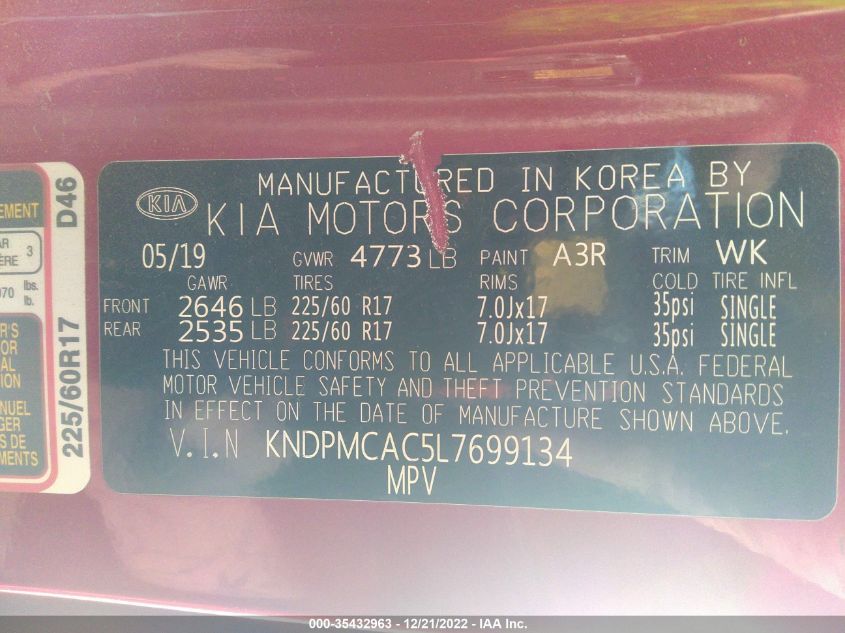 MANUFACTURED IN KOREA BY
KIA KIA MOTORS CORPORATION
05/19 GVWR 4773 LB PAINT A3R TRIM WK
GAWR TIRES RIMS COLD TIRE INFL
FRONT 2646 LB 225/60 R17 7.0Jx17 35psi SINGLE
REAR 2535 LB 225/60 R17 7.0Jx17 35psi SINGLE
THIS VEHICLE CONFORMS TO ALL APPLICABLE U.S.A. FEDERAL
MOTOR VEHICLE SAFETY AND THEFT PREVENTION STANDARDS
IN EFFECT ON THE DATE OF MANUFACTURE SHOWN ABOVE.
V.I.N KNDPMCAC5L7699134
MPV
225/60R17 D46
3
lbs.
lb.
000-35432963 - 12/21/2022 - IAA Inc.